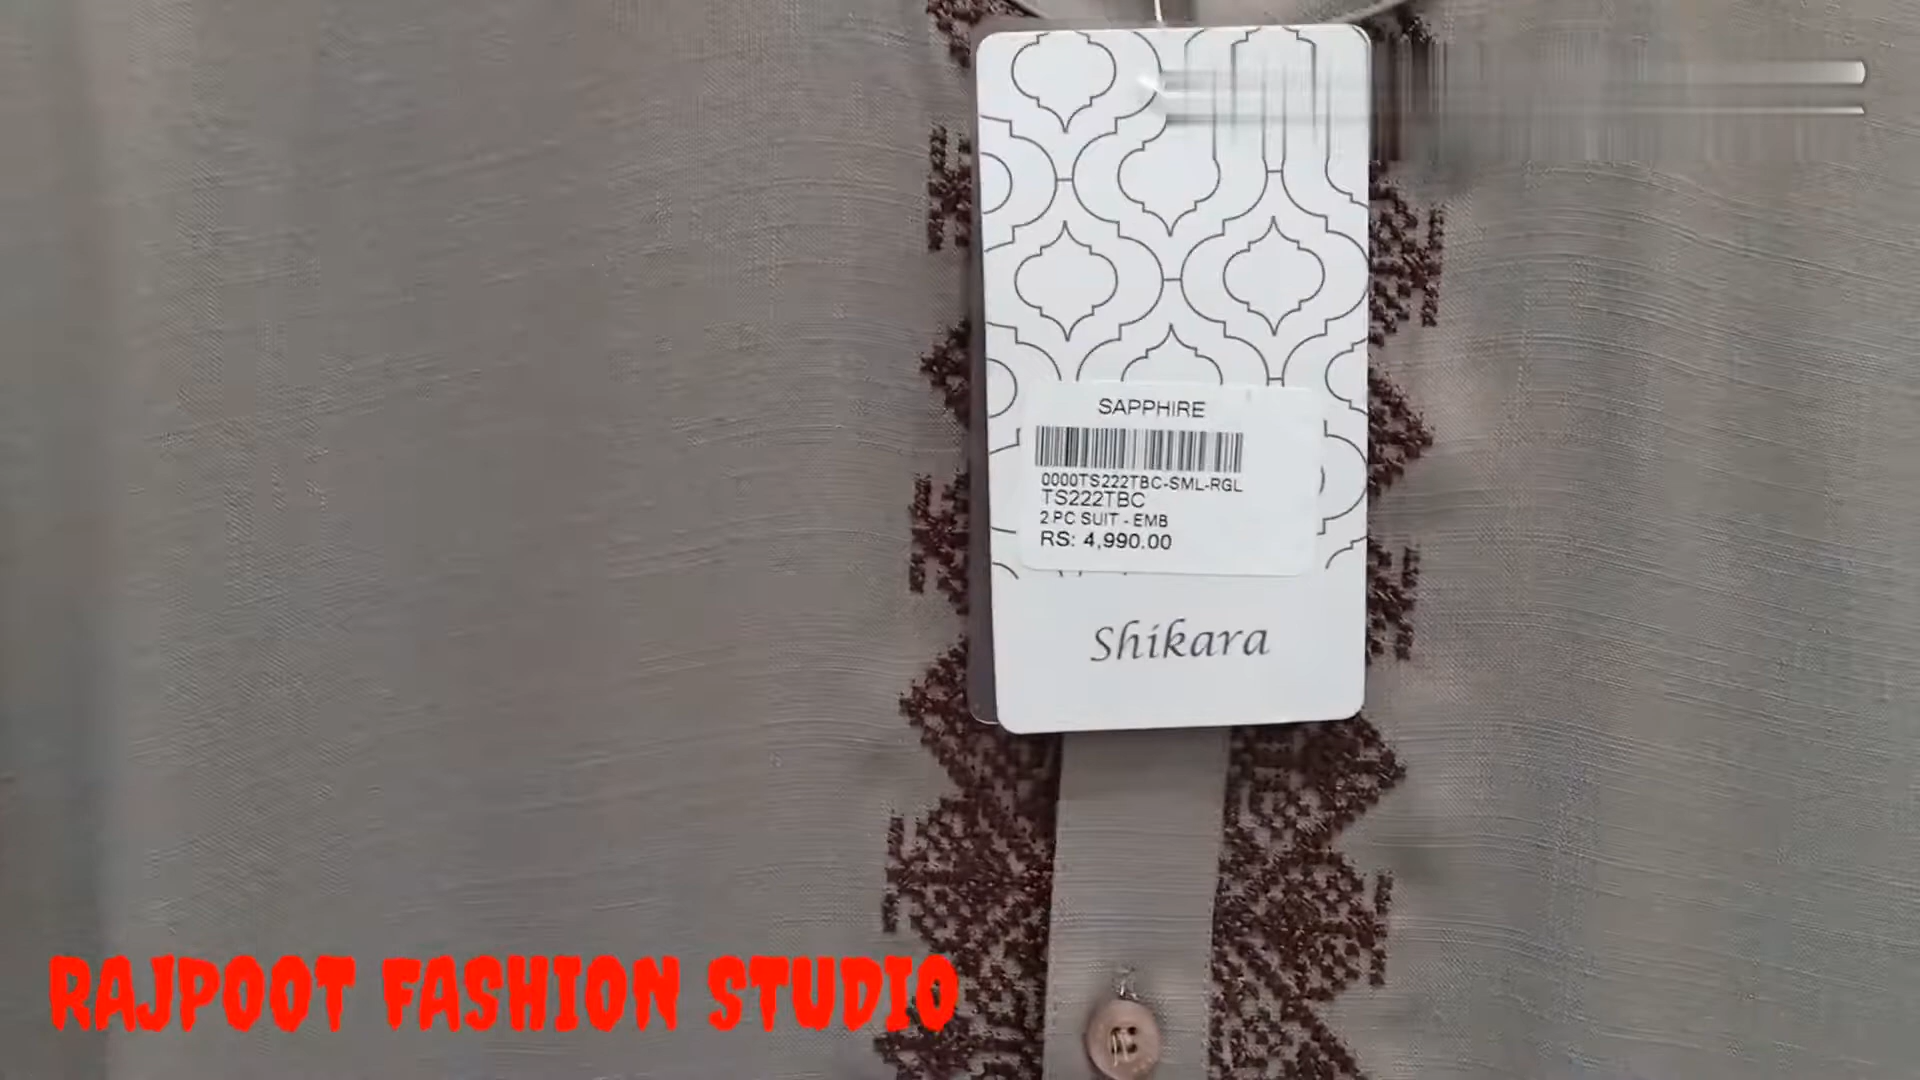 SAPPHIRE
0000TS222TBC-SML-RGL
TS222TBC
2 PC SUIT - EMB
RS: 4,990.00
Shikara
RAJPOOT FASHION STUDIO